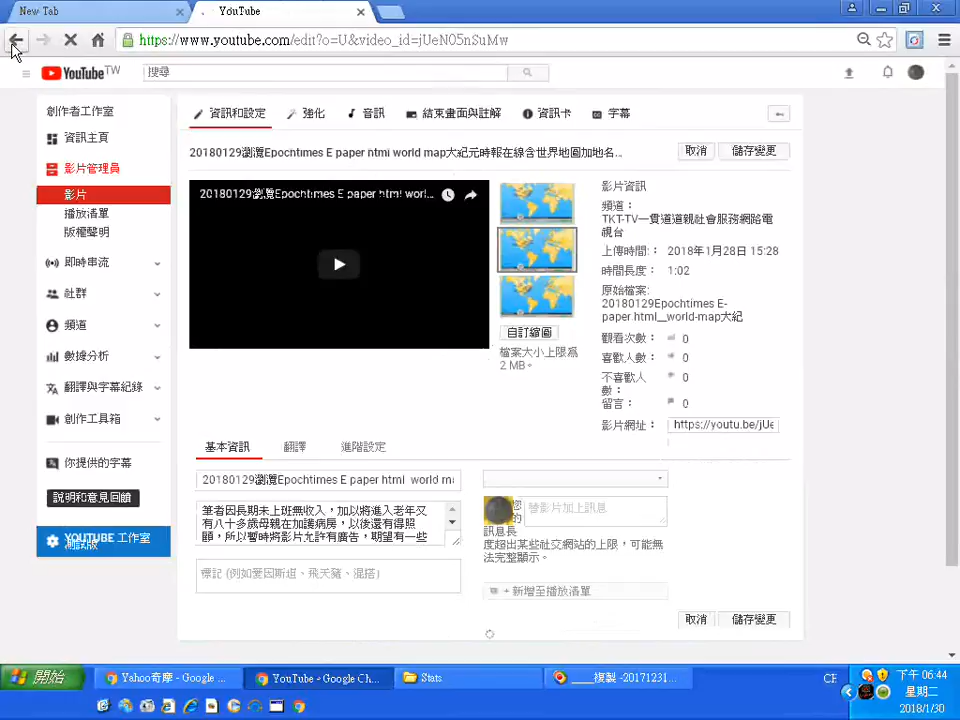 New Tab
YouTube
https://www.youtube.com/edit?o=U&video_id=jUeN05nSuMw
YouTube TW
搜尋
創作者工作室
資訊主頁
影片管理員
影片
播放清單
版權聲明
即時串流
社群
頻道
數據分析
翻譯與字幕紀錄
創作工具箱
你提供的字幕
說明和意見回饋
YOUTUBE 工作室
測試版
資訊和設定
強化
音訊
結束畫面與註解
資訊卡
字幕
20180129瀏覽Epochtimes E paper html world map大紀元時報在線含世界地圖加地名...
取消
儲存變更
20180129瀏覽Epochtimes E paper html worl...
自訂縮圖
檔案大小上限為
2 MB。
影片資訊
頻道：
TKT-TV一貫道道親社會服務網路電
視台
上傳時間：
2018年1月28日 15:28
時間長度：
1:02
原始檔案:
20180129Epochtimes E-
paper.html__world-map大紀
觀看次數：
0
喜歡人數：
0
不喜歡人
數：
0
留言：
0
影片網址：
https://youtu.be/jUe
基本資訊
翻譯
進階設定
20180129瀏覽Epochtimes E paper html world m
筆者因長期未上班無收入，加以將進入老年又
有八十多歲母親在加護病房，以後還有得照
顧，所以暫時將影片允許有廣告，期望有一些
標記 (例如愛因斯坦、飛天豬、混搭)
您
的
替影片加上訊息
訊息長
度超出某些社交網站的上限，可能無
法完整顯示。
+ 新增至播放清單
取消
儲存變更
開始
Yahoo奇摩 - Google ...
YouTube - Google Ch...
Stats
____複製 -20171231...
CE
下午 06:44
星期二
2018/1/30